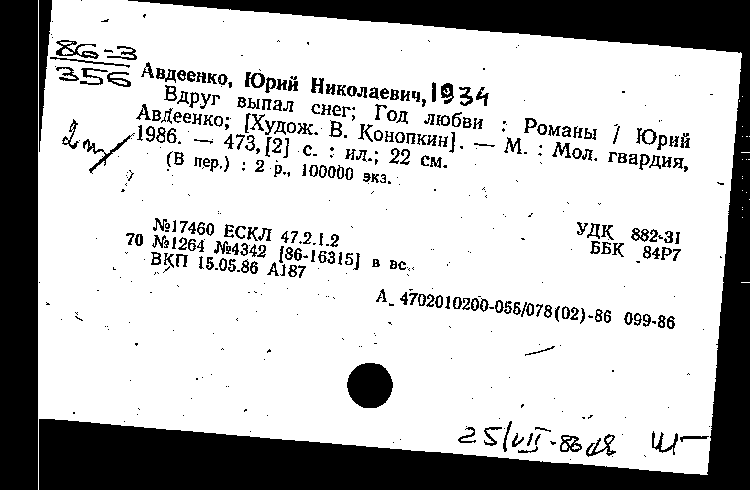 86-3
356
Авдеенко, Юрий Николаевич, 1934
Вдруг выпал снег; Год любви : Романы / Юрий
Авдеенко; [Худож. В. Конопкин]. — М. : Мол. гвардия,
1986. — 473, [2] с. : ил.; 22 см.
(В пер.) : 2 р., 100000 экз.
№17460 ЕСКЛ 47.2.1.2
70 №1264 №4342 [86-16315] в вс.
ВКП 15.05.86 А187
УДК 882-31
ББК 84Р7
А 4702010200-055/078(02)-86 099-86
25/VII-86